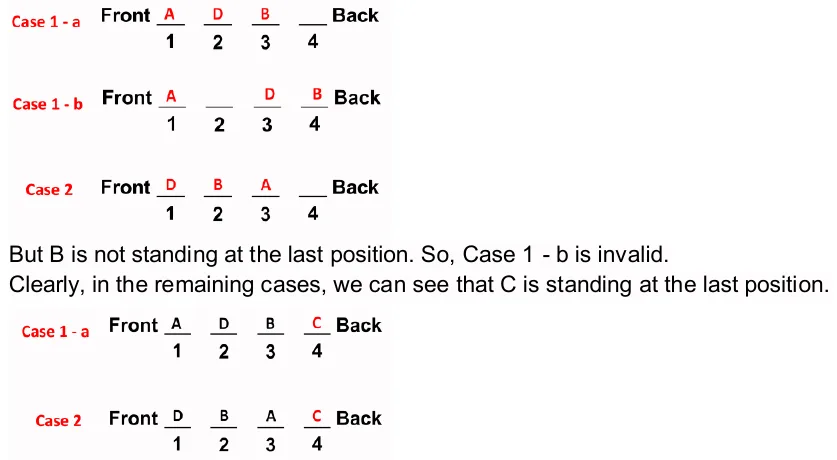 Case 1 - a Front A D B __ Back
1 2 3 4
Case 1 - b Front A __ D B Back
1 2 3 4
Case 2 Front D B A __ Back
1 2 3 4
But B is not standing at the last position. So, Case 1 - b is invalid.
Clearly, in the remaining cases, we can see that C is standing at the last position.
Case 1 - a Front A D B C Back
1 2 3 4
Case 2 Front D B A C Back
1 2 3 4